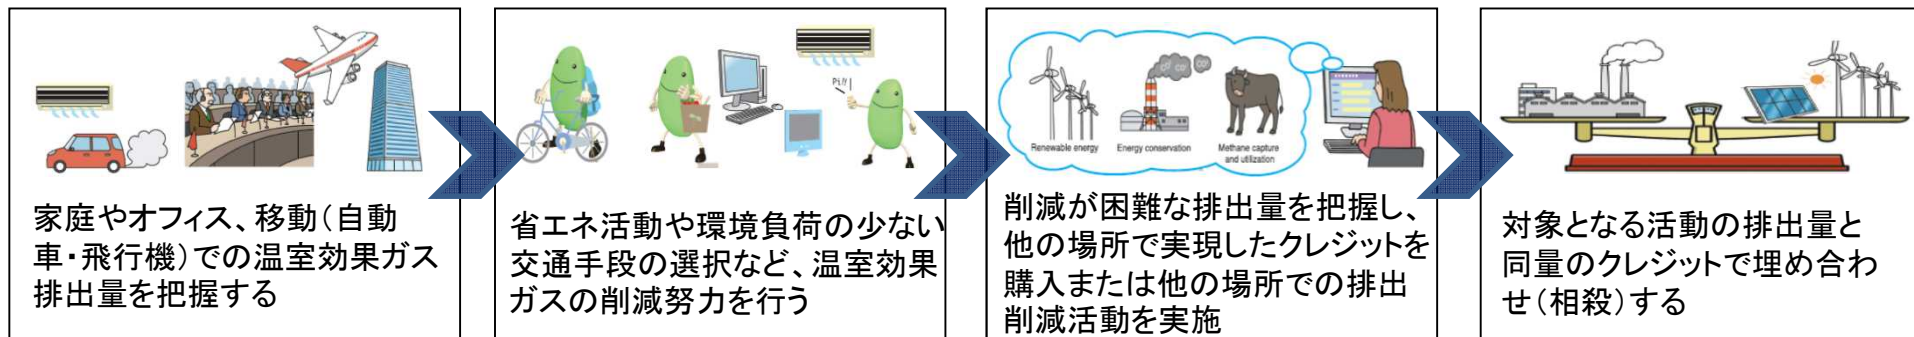 家庭やオフィス、移動(自動
車・飛行機)での温室効果ガス
排出量を把握する
Pi!!
省エネ活動や環境負荷の少ない
交通手段の選択など、温室効果
ガスの削減努力を行う
CO² CO²
Renewable energy
Energy conservation
Methane capture
and utilization
削減が困難な排出量を把握し、
他の場所で実現したクレジットを
購入または他の場所での排出
削減活動を実施
対象となる活動の排出量と
同量のクレジットで埋め合わ
せ(相殺)する